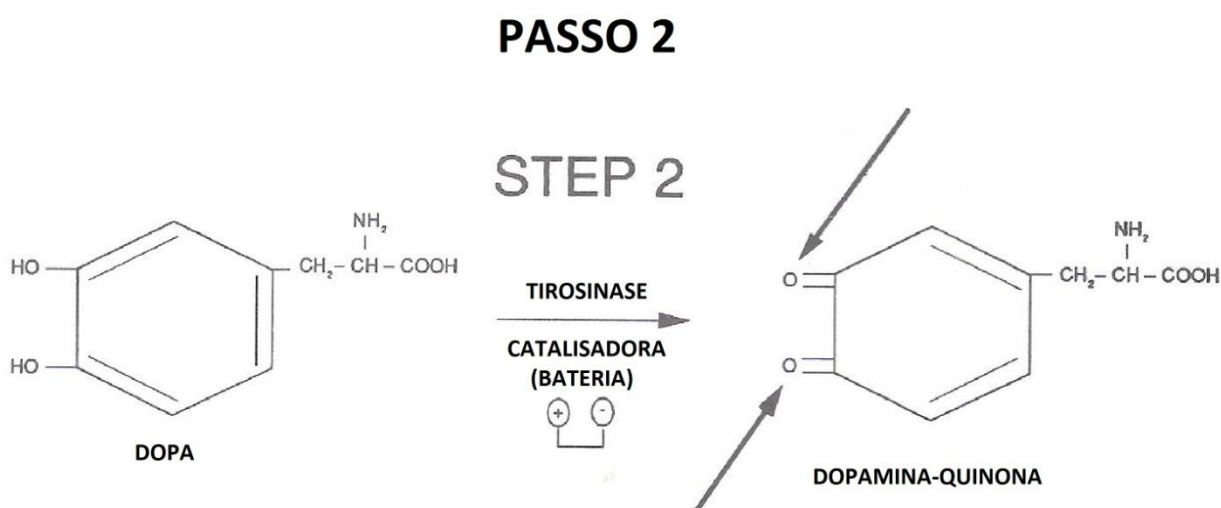 PASSO 2
STEP 2
HO
HO
NH₂
CH₂–CH–COOH
DOPA
TIROSINASE
CATALISADORA
(BATERIA)
+ -
O
O
NH₂
CH₂–CH–COOH
DOPAMINA-QUINONA